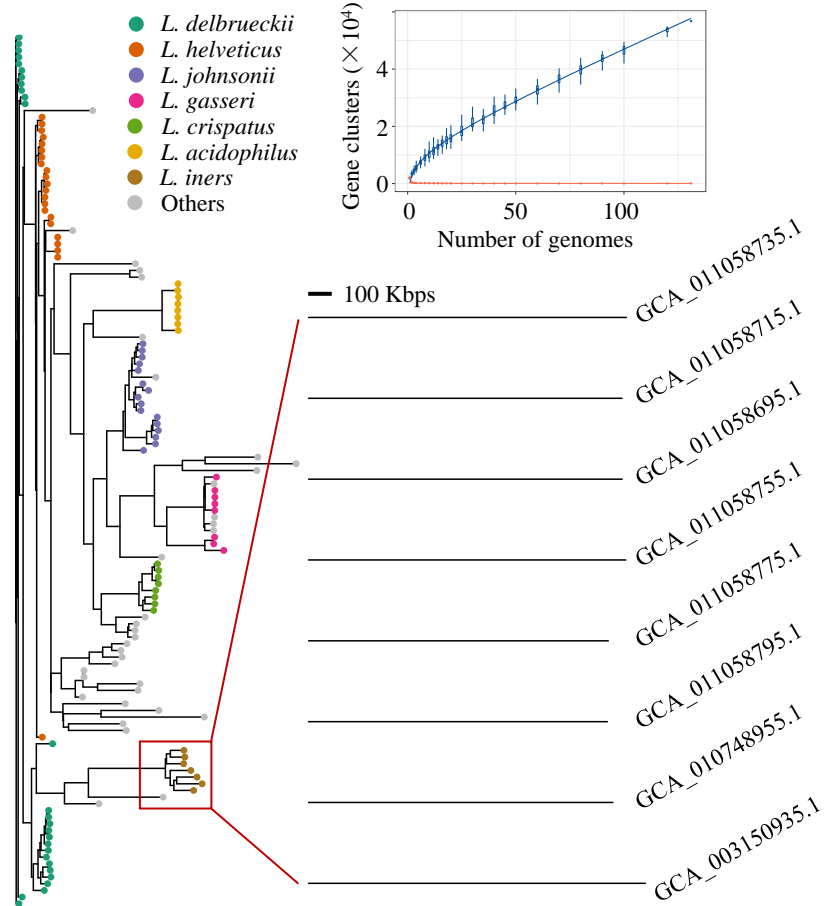 L. delbrueckii
L. helveticus
L. johnsonii
L. gasseri
L. crispatus
L. acidophilus
L. iners
Others
Gene clusters (×10⁴)
4
2
0
0
50
100
Number of genomes
100 Kbps
GCA_011058735.1
GCA_011058715.1
GCA_011058695.1
GCA_011058755.1
GCA_011058775.1
GCA_011058795.1
GCA_010748955.1
GCA_003150935.1